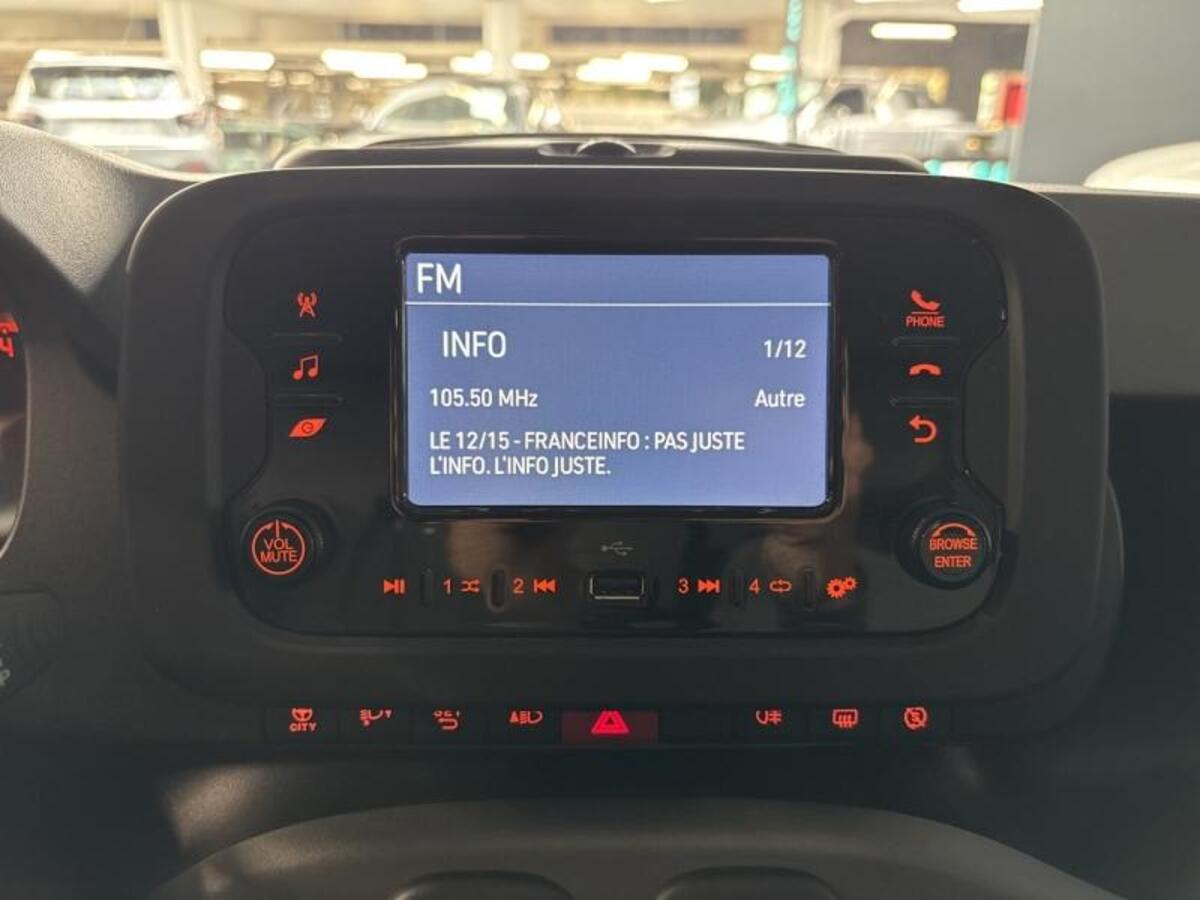 FM
INFO 1/12
105.50 MHz Autre
LE 12/15 - FRANCEINFO : PAS JUSTE
L'INFO. L'INFO JUSTE.
PHONE
VOL
MUTE
BROWSE
ENTER
1 2 3 4
CITY